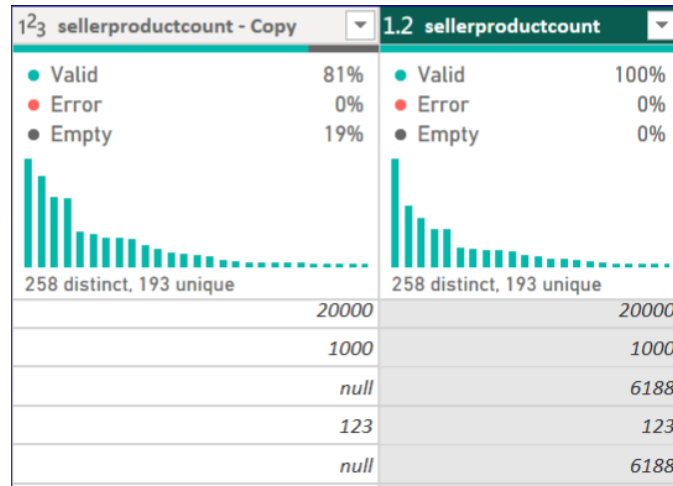 1²3 sellerproductcount - Copy
1.2 sellerproductcount
Valid 81%
Error 0%
Empty 19%
258 distinct, 193 unique
Valid 100%
Error 0%
Empty 0%
258 distinct, 193 unique
20000 20000
1000 1000
null 6188
123 123
null 6188